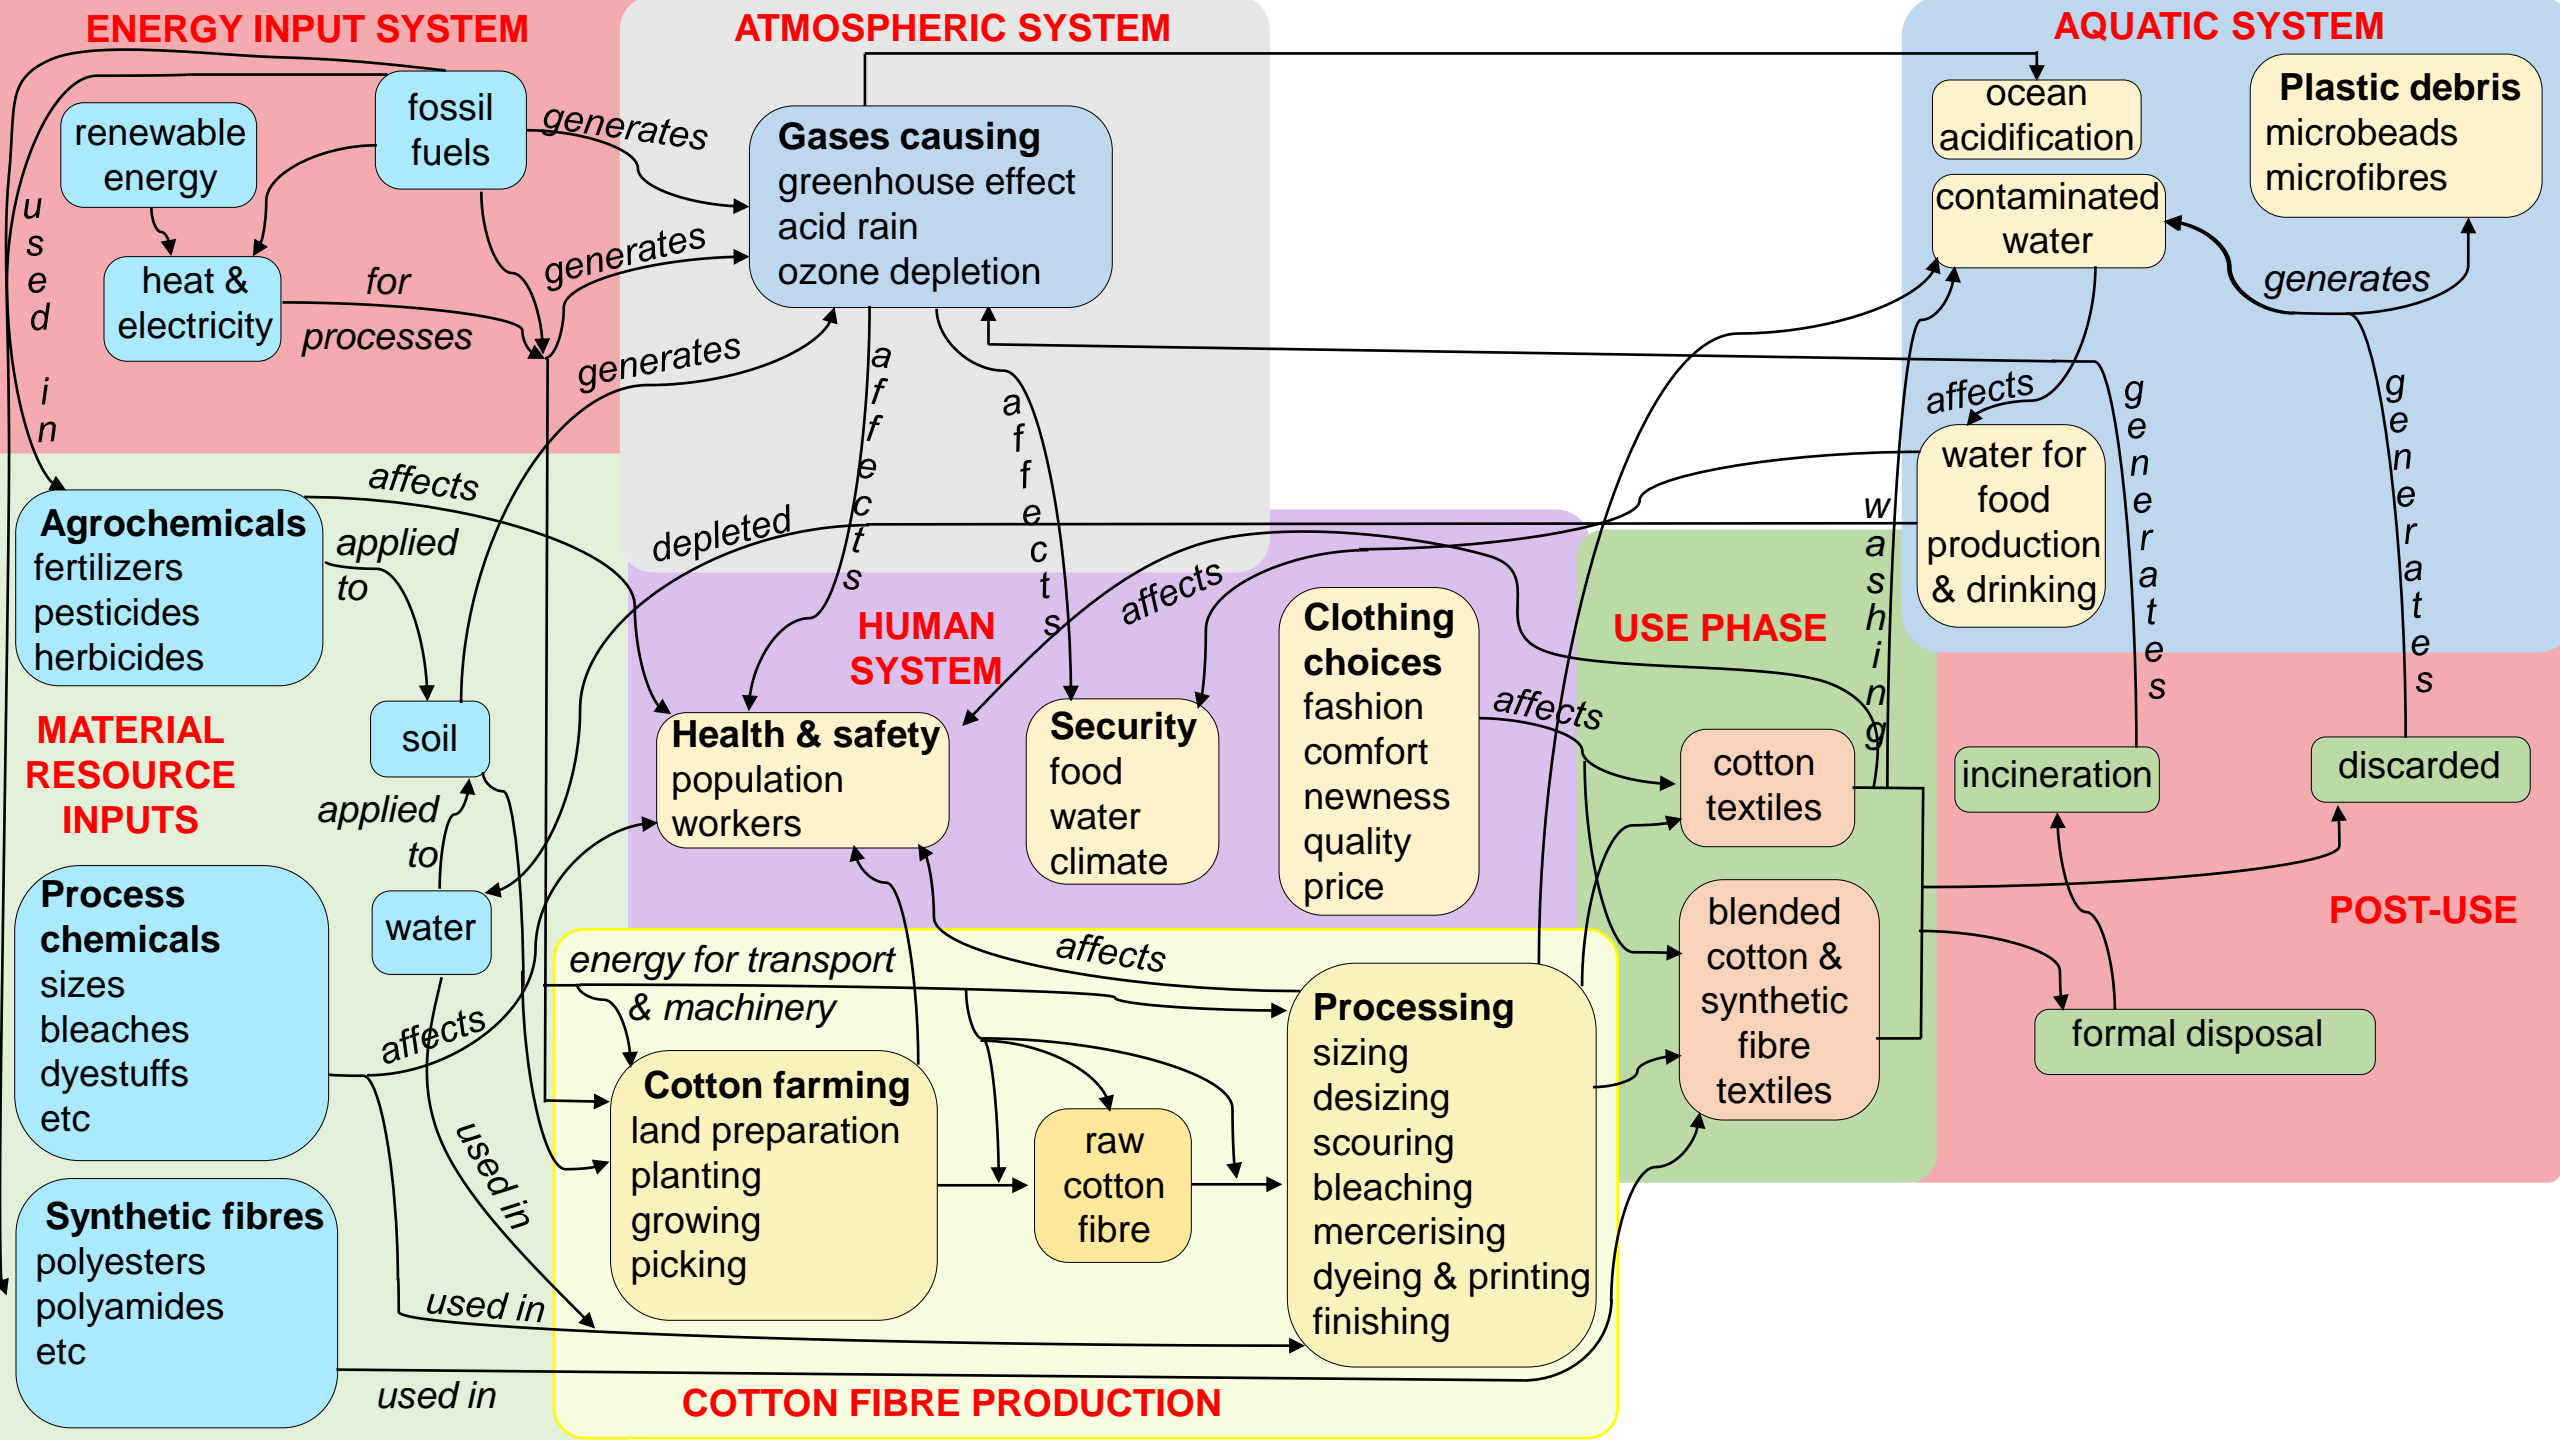 ENERGY INPUT SYSTEM
renewable
energy
fossil
fuels
heat &
electricity
for
processes
used in
generates
generates
generates
ATMOSPHERIC SYSTEM
Gases causing
greenhouse effect
acid rain
ozone depletion
affects
affects
AQUATIC SYSTEM
ocean
acidification
contaminated
water
Plastic debris
microbeads
microfibres
generates
affects
water for
food
production
& drinking
generates
generates
washing
MATERIAL
RESOURCE
INPUTS
Agrochemicals
fertilizers
pesticides
herbicides
affects
applied
to
soil
applied
to
water
Process
chemicals
sizes
bleaches
dyestuffs
etc
affects
used in
used in
Synthetic fibres
polyesters
polyamides
etc
used in
depleted
HUMAN
SYSTEM
affects
Health & safety
population
workers
Security
food
water
climate
Clothing
choices
fashion
comfort
newness
quality
price
affects
USE PHASE
cotton
textiles
blended
cotton &
synthetic
fibre
textiles
incineration
discarded
POST-USE
formal disposal
energy for transport
& machinery
affects
Cotton farming
land preparation
planting
growing
picking
raw
cotton
fibre
Processing
sizing
desizing
scouring
bleaching
mercerising
dyeing & printing
finishing
COTTON FIBRE PRODUCTION